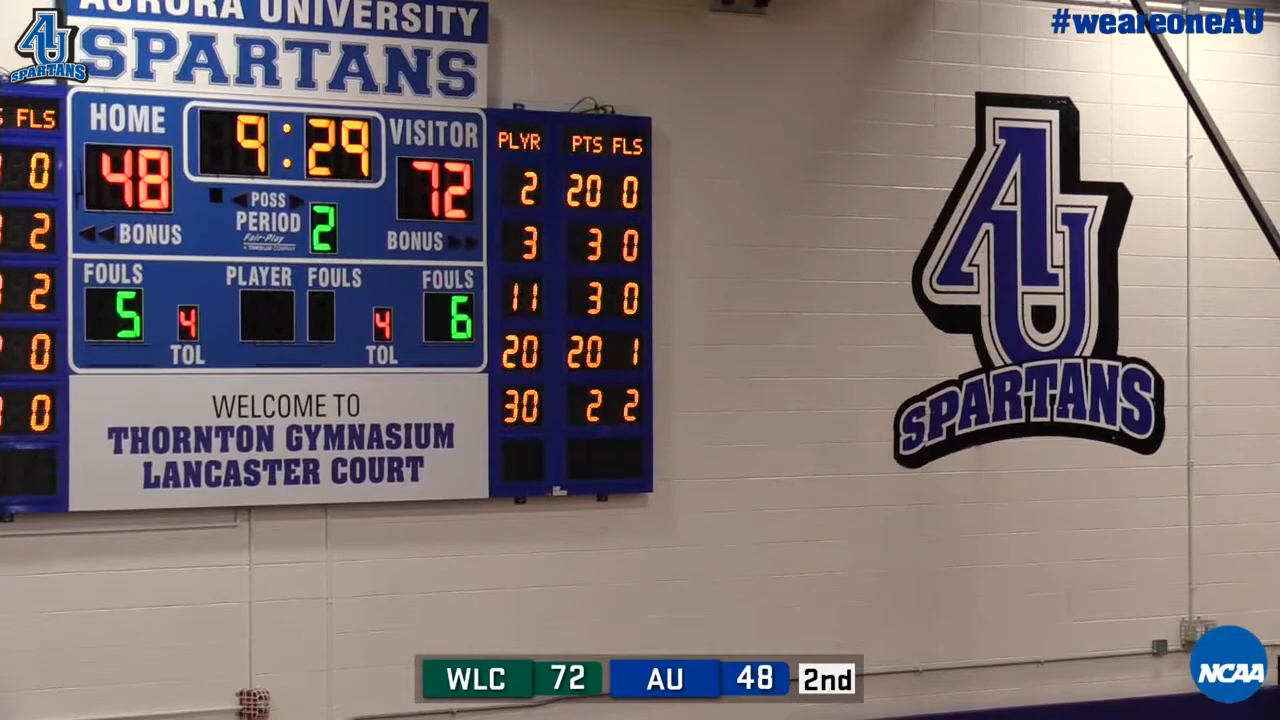 AURORA UNIVERSITY
SPARTANS
#weareoneAU
AU
SPARTANS
FLS
0
2
2
0
0
HOME
48
9:29
VISITOR
72
POSS
PERIOD
2
Fair-Play
BONUS
BONUS
FOULS
5
4
TOL
PLAYER FOULS
4
TOL
FOULS
6
PLYR PTS FLS
2 20 0
3 3 0
11 3 0
20 20 1
30 2 2
WELCOME TO
THORNTON GYMNASIUM
LANCASTER COURT
AU
SPARTANS
WLC 72 AU 48 2nd
NCAA